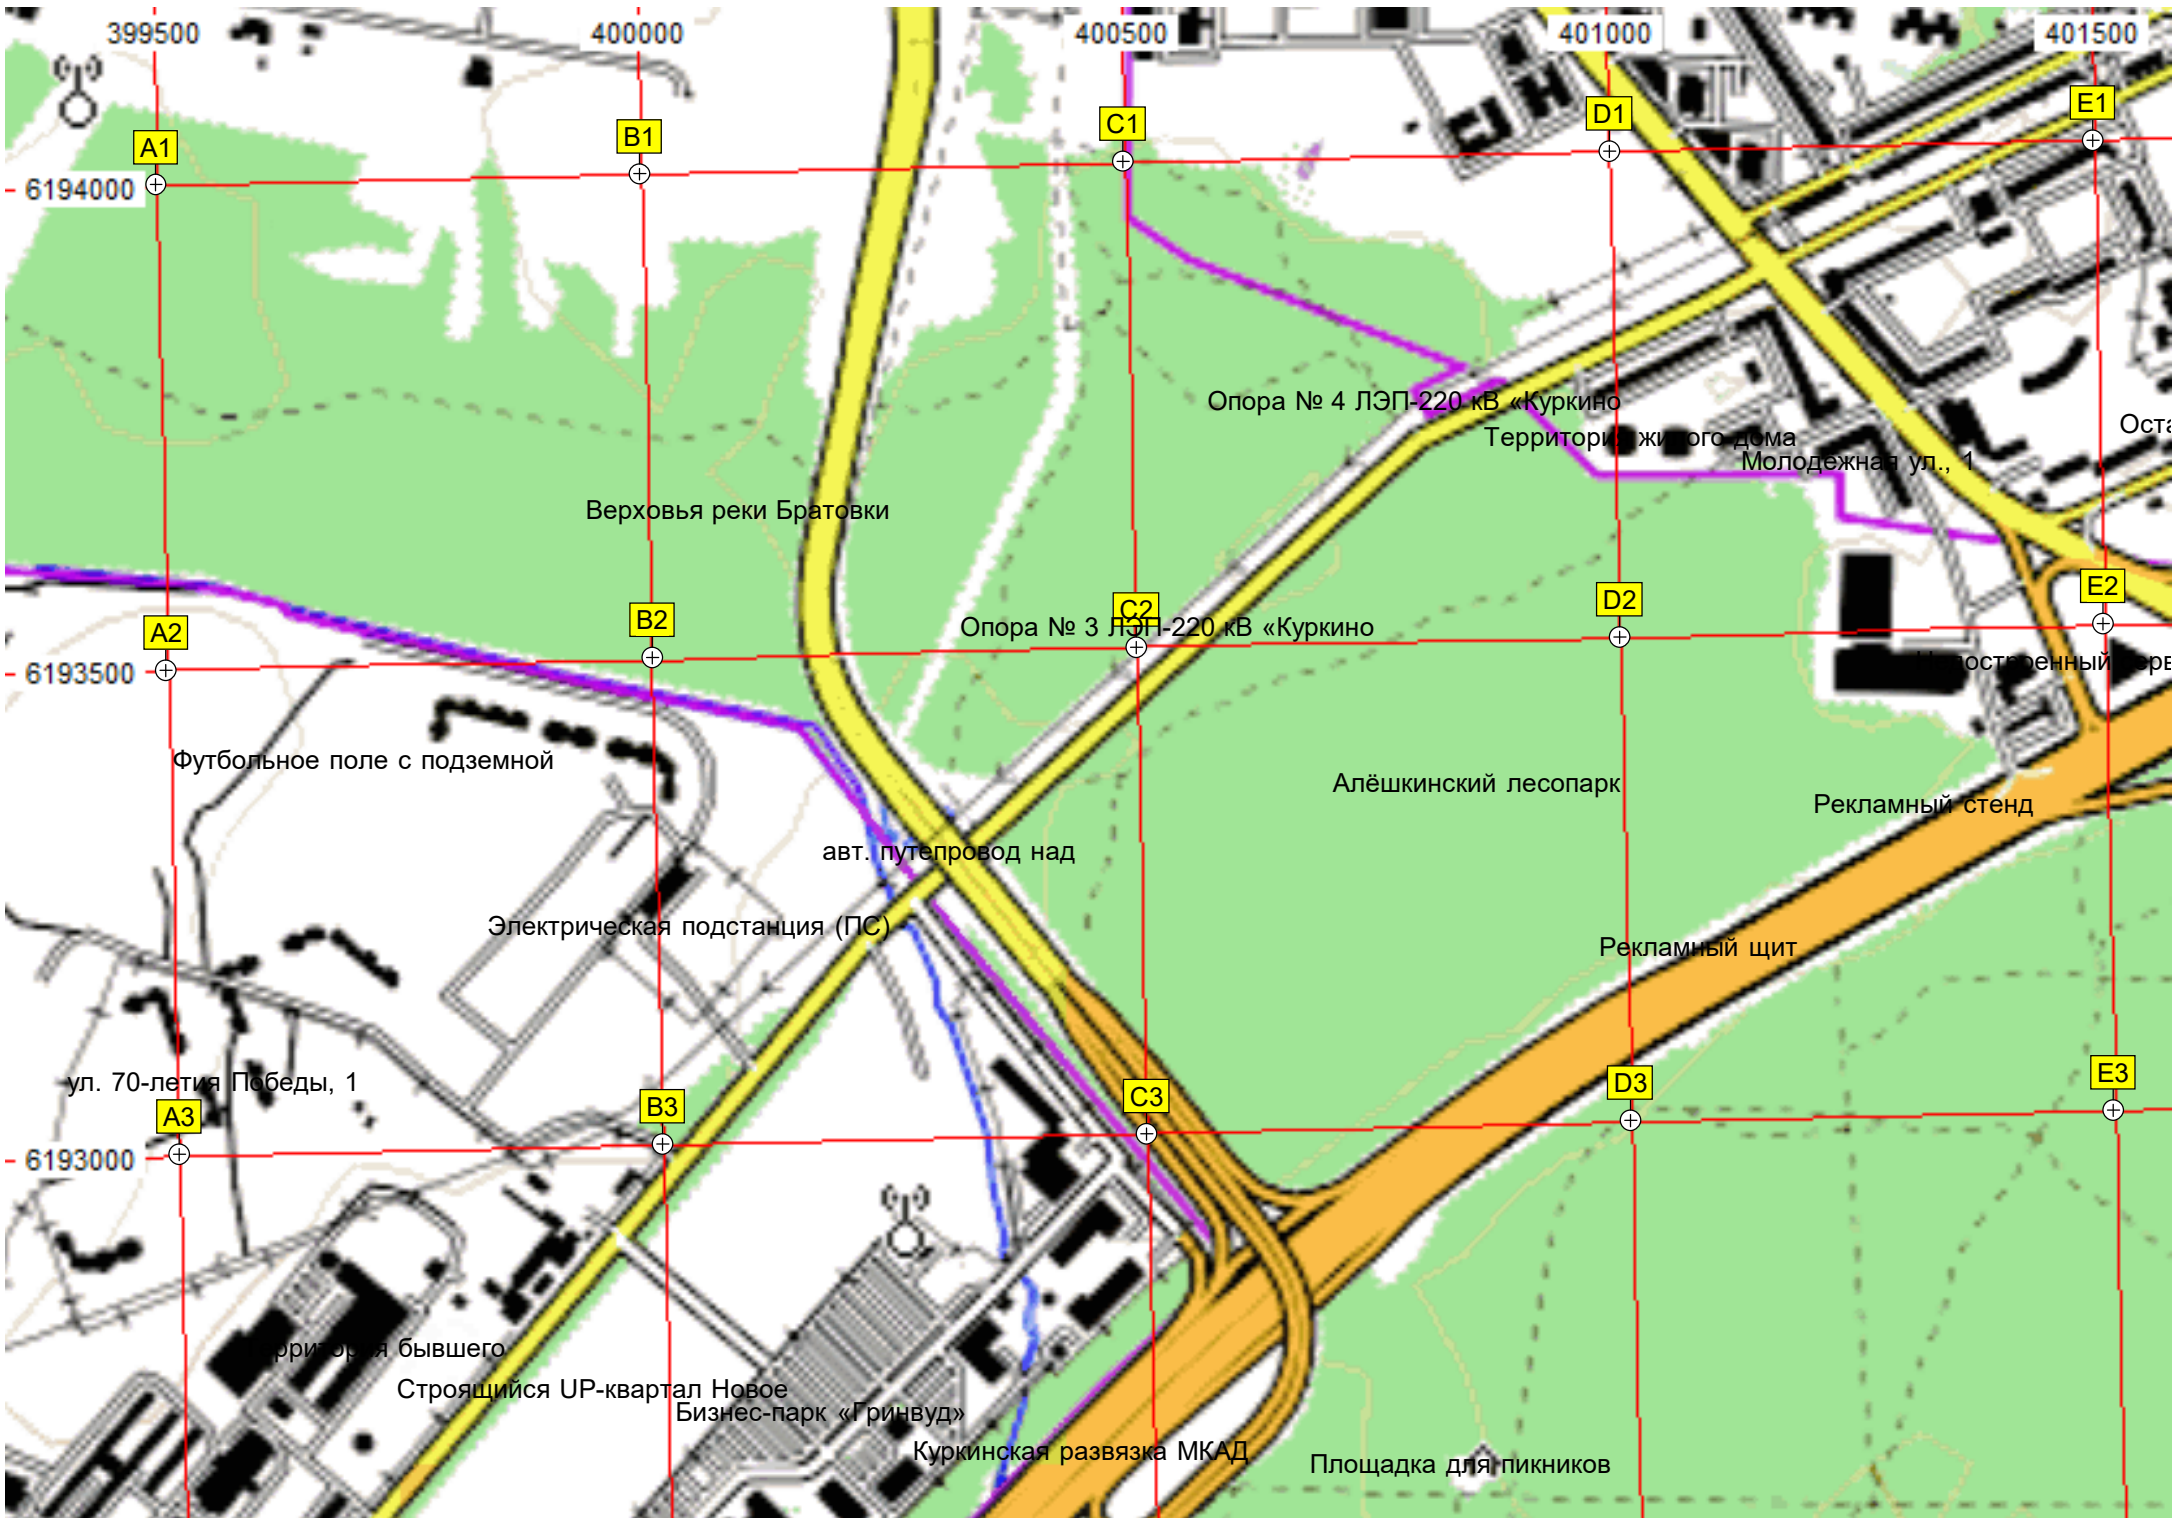 399500 400000 400500 401000 401500
A1 B1 C1 D1 E1
6194000
Опора № 4 ЛЭП-220 кВ «Куркино
Оста
Территория жилого дома
Молодежная ул., 1
Верховья реки Братовки
A2 B2 C2 D2 E2
Опора № 3 ЛЭП-220 кВ «Куркино
6193500
Футбольное поле с подземной
Алёшкинский лесопарк
Рекламный стенд
авт. путепровод над
Электрическая подстанция (ПС)
Рекламный щит
ул. 70-летия Победы, 1
A3 B3 C3 D3 E3
6193000
бывшего
Строящийся UP-квартал Новое
Бизнес-парк «Гринвуд»
Куркинская развязка МКАД
Площадка для пикников